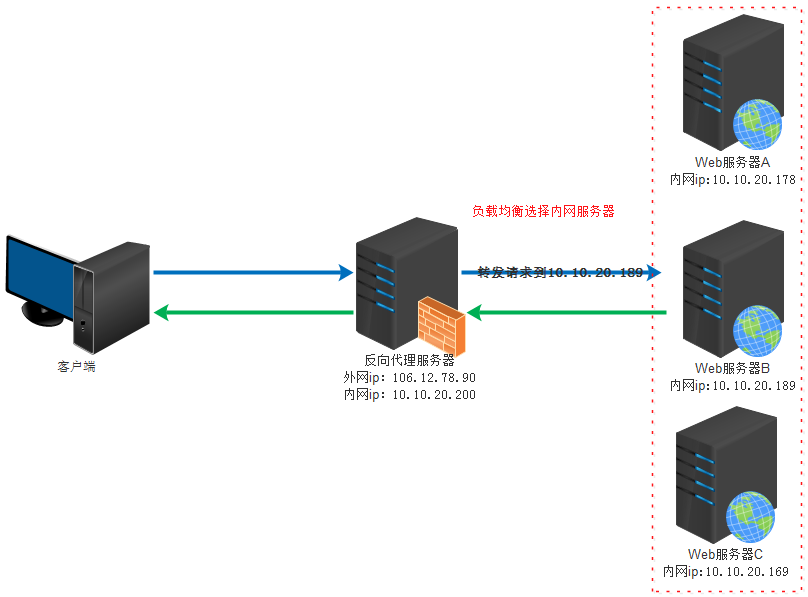 Web服务器A
内网ip:10.10.20.178
负载均衡选择内网服务器
转发请求到10.10.20.189
客户端
反向代理服务器
外网ip: 106.12.78.90
内网ip: 10.10.20.200
Web服务器B
内网ip:10.10.20.189
Web服务器C
内网ip:10.10.20.169